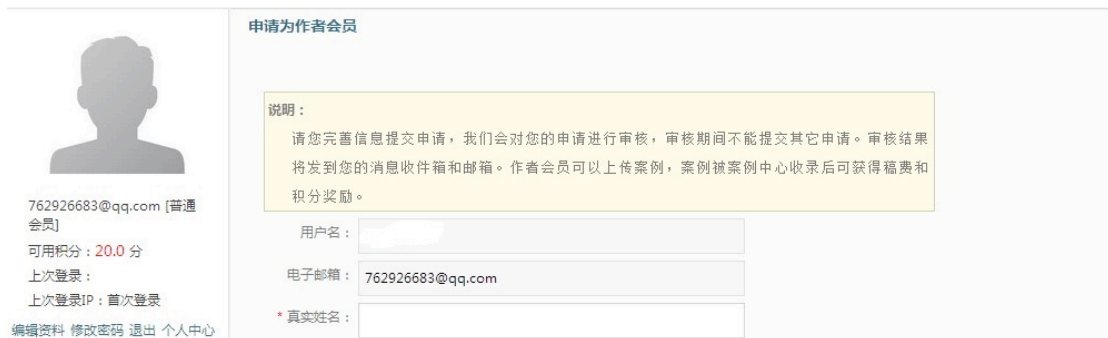 申请为作者会员
说明：
请您完善信息提交申请，我们会对您的申请进行审核，审核期间不能提交其它申请。审核结果
将发到您的消息收件箱和邮箱。作者会员可以上传案例，案例被案例中心收录后可获得稿费和
积分奖励。
762926683@qq.com [普通
会员]
可用积分：20.0 分
上次登录：
上次登录IP：首次登录
编辑资料 修改密码 退出 个人中心
用户名：
电子邮箱： 762926683@qq.com
* 真实姓名：